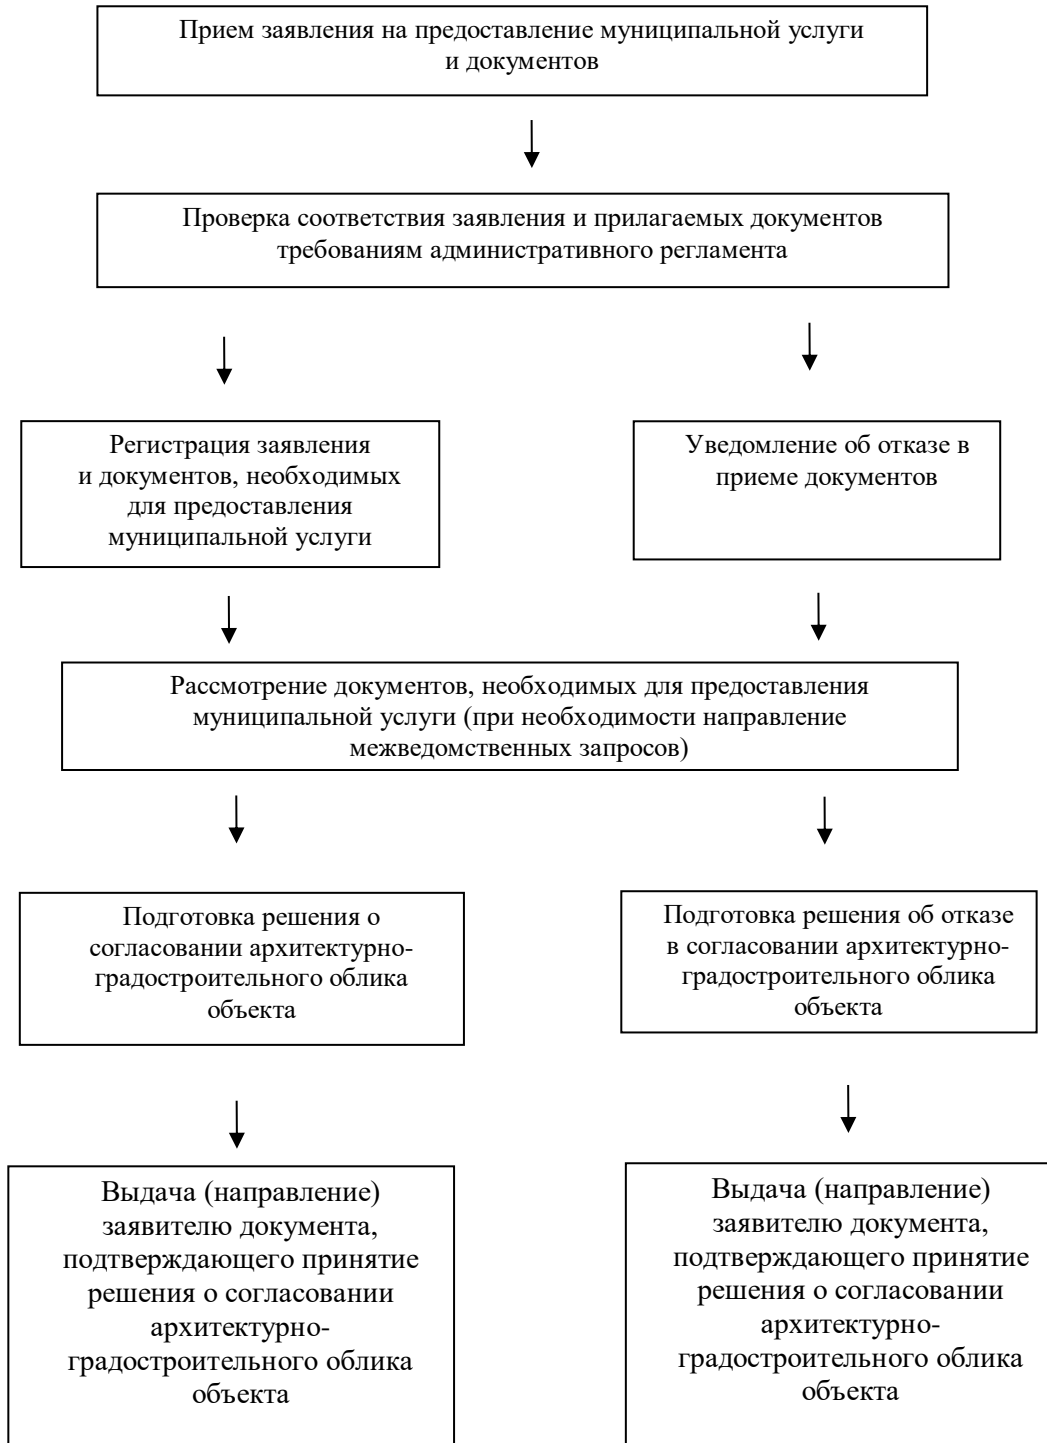 Прием заявления на предоставление муниципальной услуги
и документов
Проверка соответствия заявления и прилагаемых документов
требованиям административного регламента
Регистрация заявления
и документов, необходимых
для предоставления
муниципальной услуги
Уведомление об отказе в
приеме документов
Рассмотрение документов, необходимых для предоставления
муниципальной услуги (при необходимости направление
межведомственных запросов)
Подготовка решения о
согласовании архитектурно-
градостроительного облика
объекта
Подготовка решения об отказе
в согласовании архитектурно-
градостроительного облика
объекта
Выдача (направление)
заявителю документа,
подтверждающего принятие
решения о согласовании
архитектурно-
градостроительного облика
объекта
Выдача (направление)
заявителю документа,
подтверждающего принятие
решения о согласовании
архитектурно-
градостроительного облика
объекта